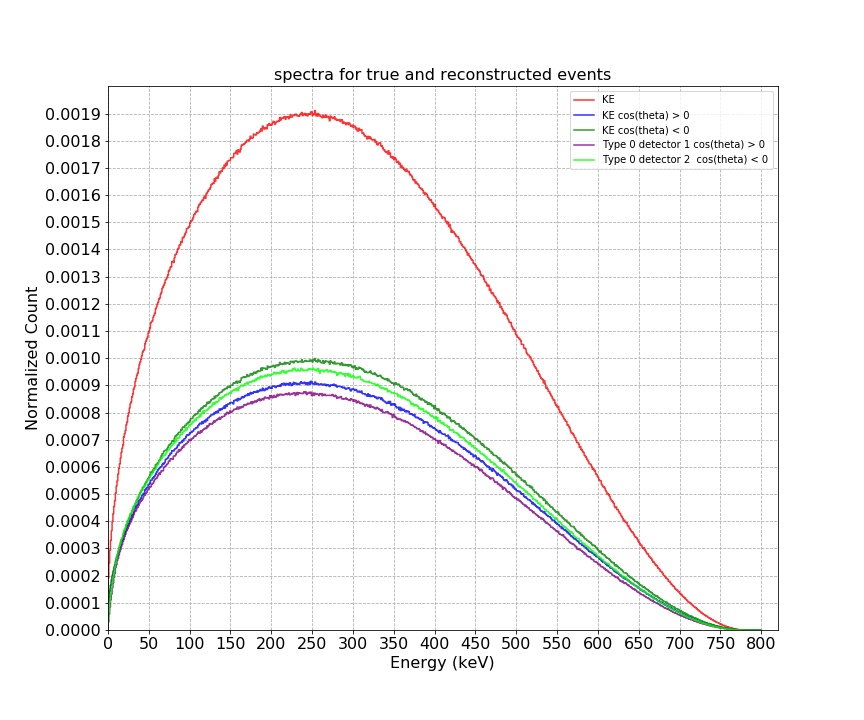 spectra for true and reconstructed events
KE
KE cos(theta) > 0
KE cos(theta) < 0
Type 0 detector 1 cos(theta) > 0
Type 0 detector 2  cos(theta) < 0
Normalized Count
0.0019
0.0018
0.0017
0.0016
0.0015
0.0014
0.0013
0.0012
0.0011
0.0010
0.0009
0.0008
0.0007
0.0006
0.0005
0.0004
0.0003
0.0002
0.0001
0.0000
0 50 100 150 200 250 300 350 400 450 500 550 600 650 700 750 800
Energy (keV)